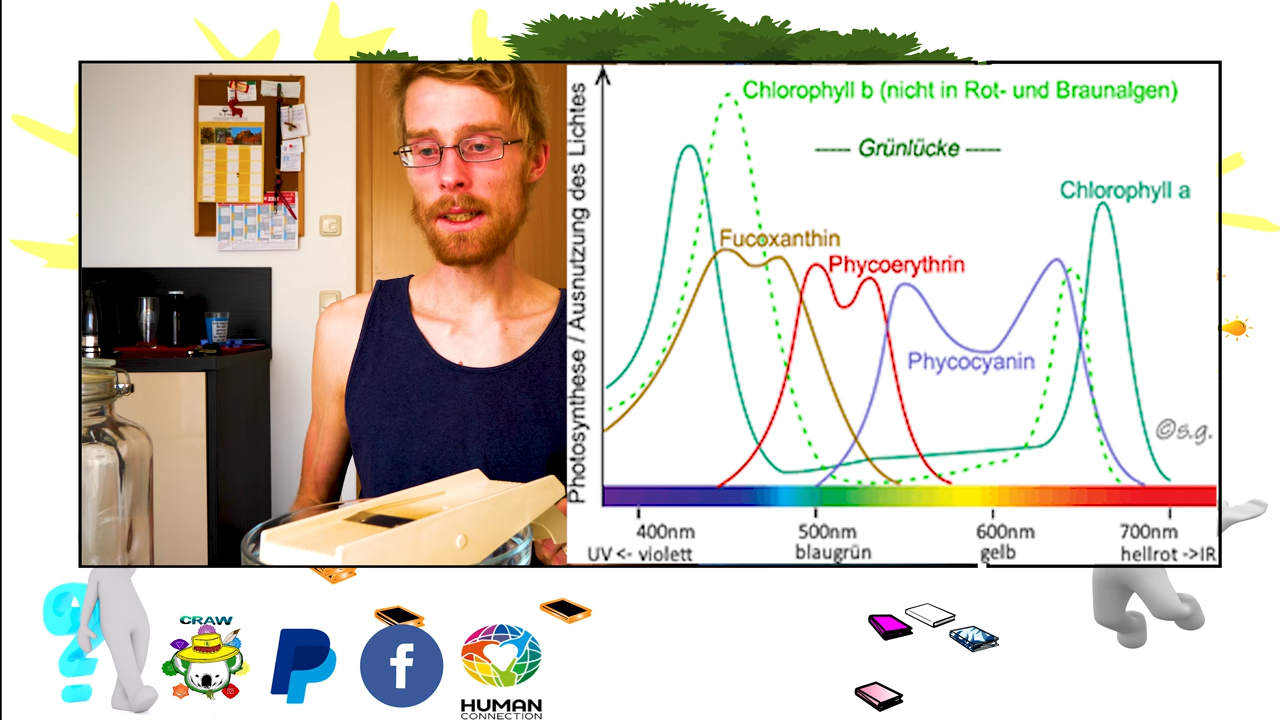 Chlorophyll b (nicht in Rot- und Braunalgen)
Grünlücke
Chlorophyll a
Fucoxanthin
Phycoerythrin
Phycocyanin
Photosynthese / Ausnutzung des Lichtes
©s.g.
400nm 500nm 600nm 700nm
UV <- violett blaugrün gelb hellrot ->IR
CRAW
HUMAN
CONNECTION